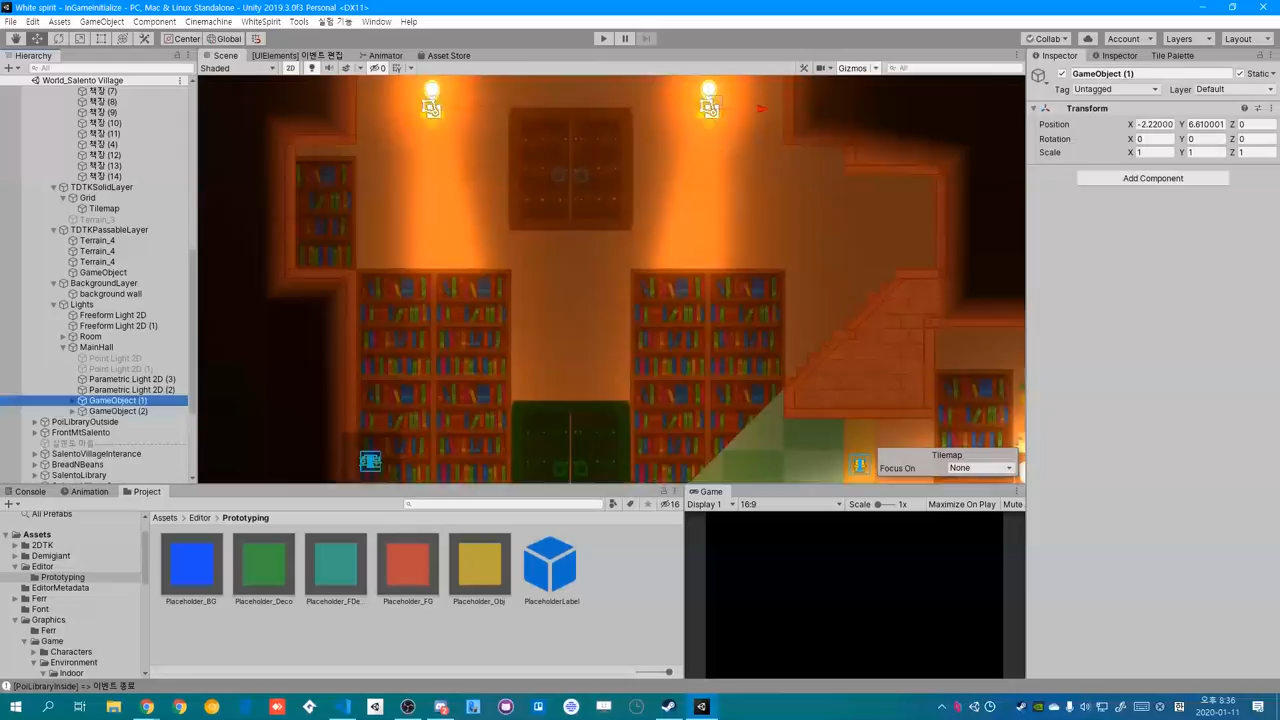 White spirit - InGameInitialize - PC, Mac & Linux Standalone - Unity 2019.3.0f3 Personal <DX11>
File Edit Assets GameObject Component Cinemachine WhiteSpirit Tools 실험 기능 Window Help
Center Global Collab Account Layers Layout
Hierarchy Scene [UIElements] 이벤트 편집 Animator Asset Store Inspector Inspector Tile Palette
All Shaded 2D 0 Gizmos All
GameObject (1) Static
Tag Untagged Layer Default
Transform
Position X -2.22000 Y 6.610001 Z 0
Rotation X 0 Y 0 Z 0
Scale X 1 Y 1 Z 1
Add Component
World_Salento Village
책장 (7)
책장 (8)
책장 (9)
책장 (10)
책장 (11)
책장 (4)
책장 (12)
책장 (13)
책장 (14)
TDTKSolidLayer
Grid
Tilemap
Terrain_3
TDTKPassableLayer
Terrain_4
Terrain_4
Terrain_4
GameObject
BackgroundLayer
background wall
Lights
Freeform Light 2D
Freeform Light 2D (1)
Room
MainHall
Point Light 2D
Point Light 2D (1)
Parametric Light 2D (3)
Parametric Light 2D (2)
GameObject (1)
GameObject (2)
PoiLibraryOutside
FrontMtSalento
SalentoVillageInterance
BreadNBeans
SalentoLibrary
Tilemap
Focus On None
Console Animation Project
16
All Prefabs
Assets
2DTK
Demigiant
Editor
Prototyping
EditorMetadata
Ferr
Font
Graphics
Ferr
Game
Characters
Environment
Indoor
Assets Editor Prototyping
Placeholder_BG Placeholder_Deco Placeholder_FDe... Placeholder_FG Placeholder_Obj PlaceholderLabel
Game
Display 1 16:9 Scale 1x Maximize On Play Mute
[PoiLibraryInside] => 이벤트 종료
오후 8:36
2020-01-11